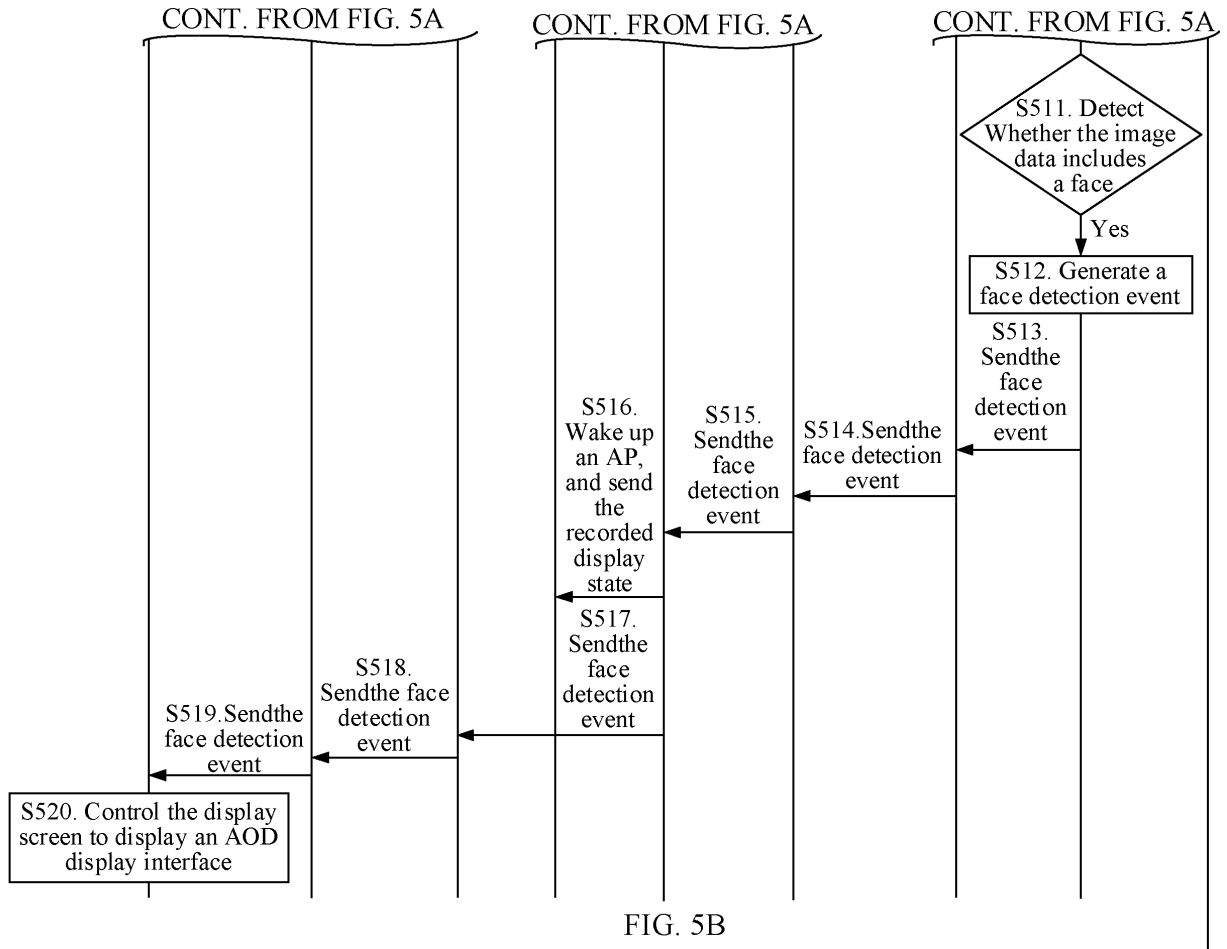 CONT. FROM FIG. 5A
CONT. FROM FIG. 5A
CONT. FROM FIG. 5A
S511. Detect
Whether the image
data includes
a face
Yes
S512. Generate a
face detection event
S513.
Sendthe
face
detection
event
S514.Sendthe
face detection
event
S515.
Sendthe
face
detection
event
S516.
Wake up
an AP,
and send
the
recorded
display
state
S517.
Sendthe
face
detection
event
S518.
Sendthe face
detection
event
S519.Sendthe
face detection
event
S520. Control the display
screen to display an AOD
display interface
FIG. 5B